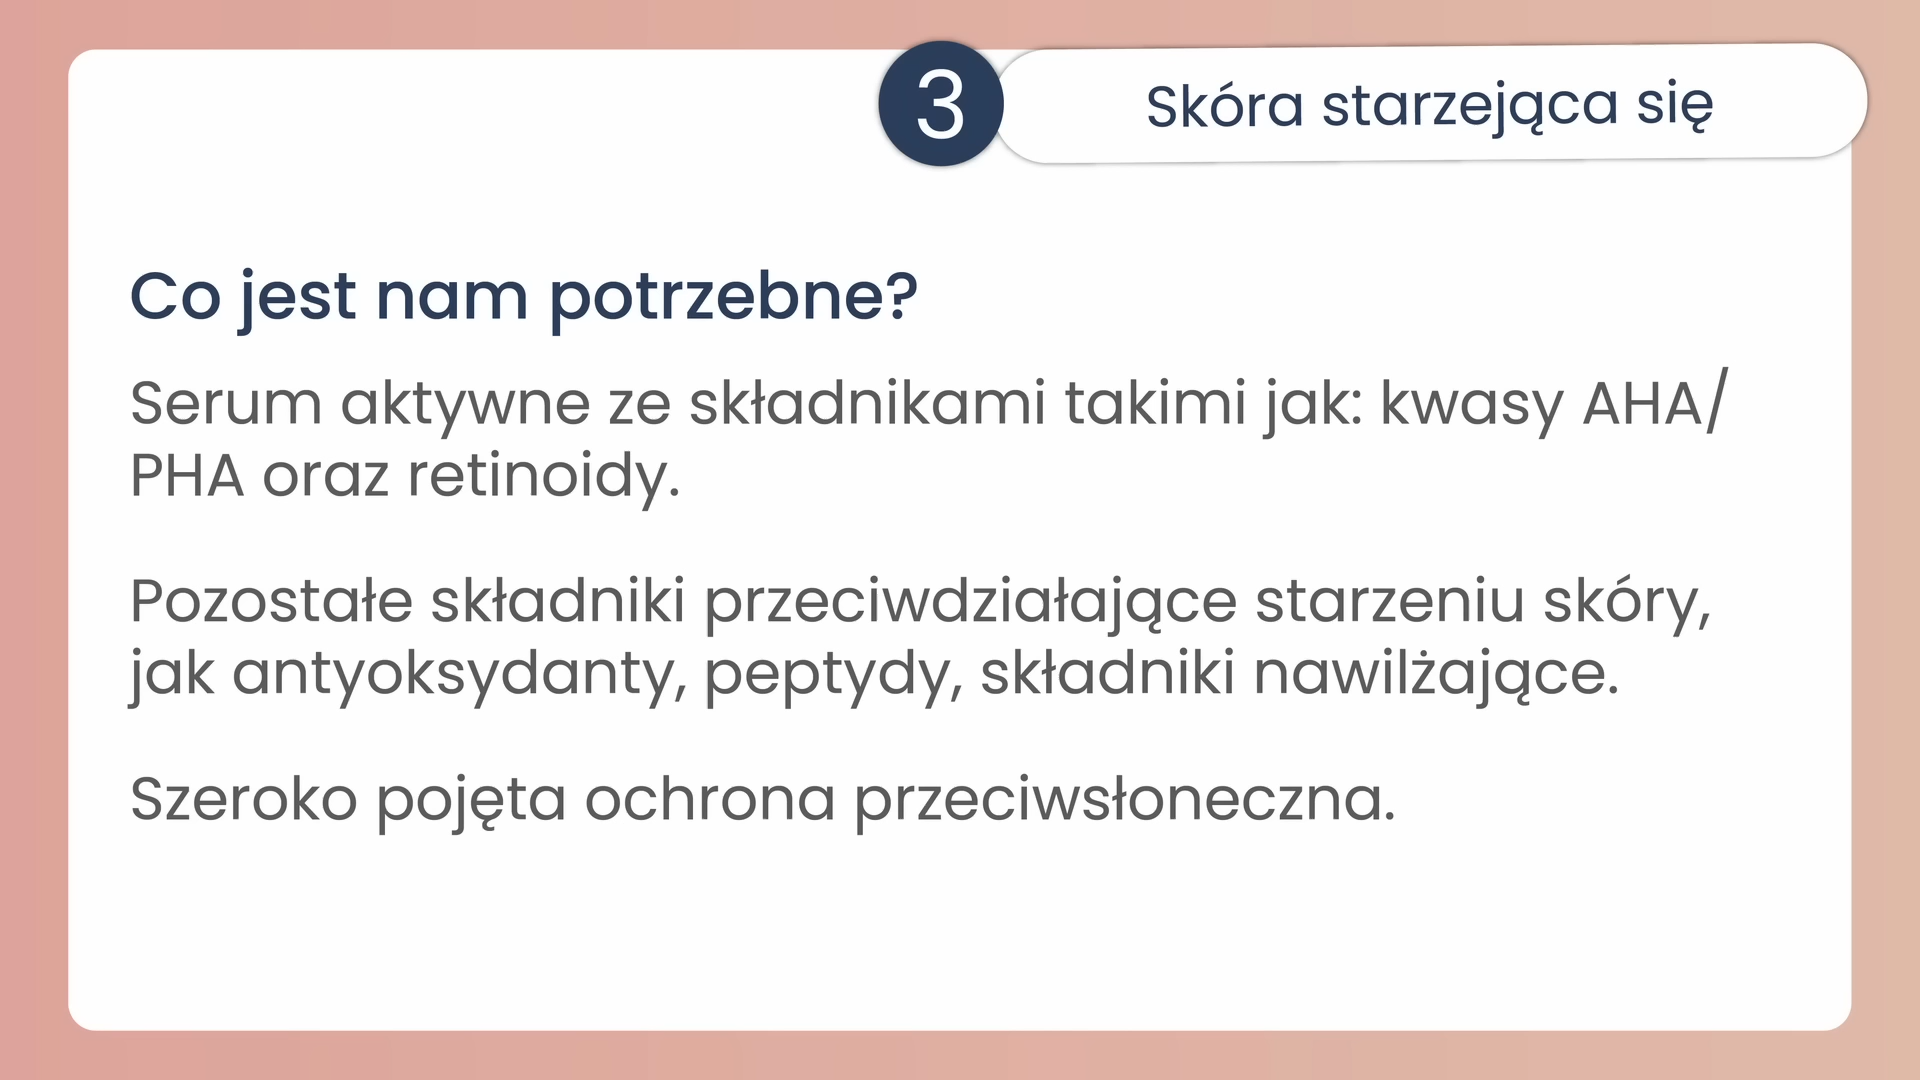 3
Skóra starzejąca się
Co jest nam potrzebne?
Serum aktywne ze składnikami takimi jak: kwasy AHA/
PHA oraz retinoidy.
Pozostałe składniki przeciwdziałające starzeniu skóry,
jak antyoksydanty, peptydy, składniki nawilżające.
Szeroko pojęta ochrona przeciwsłoneczna.